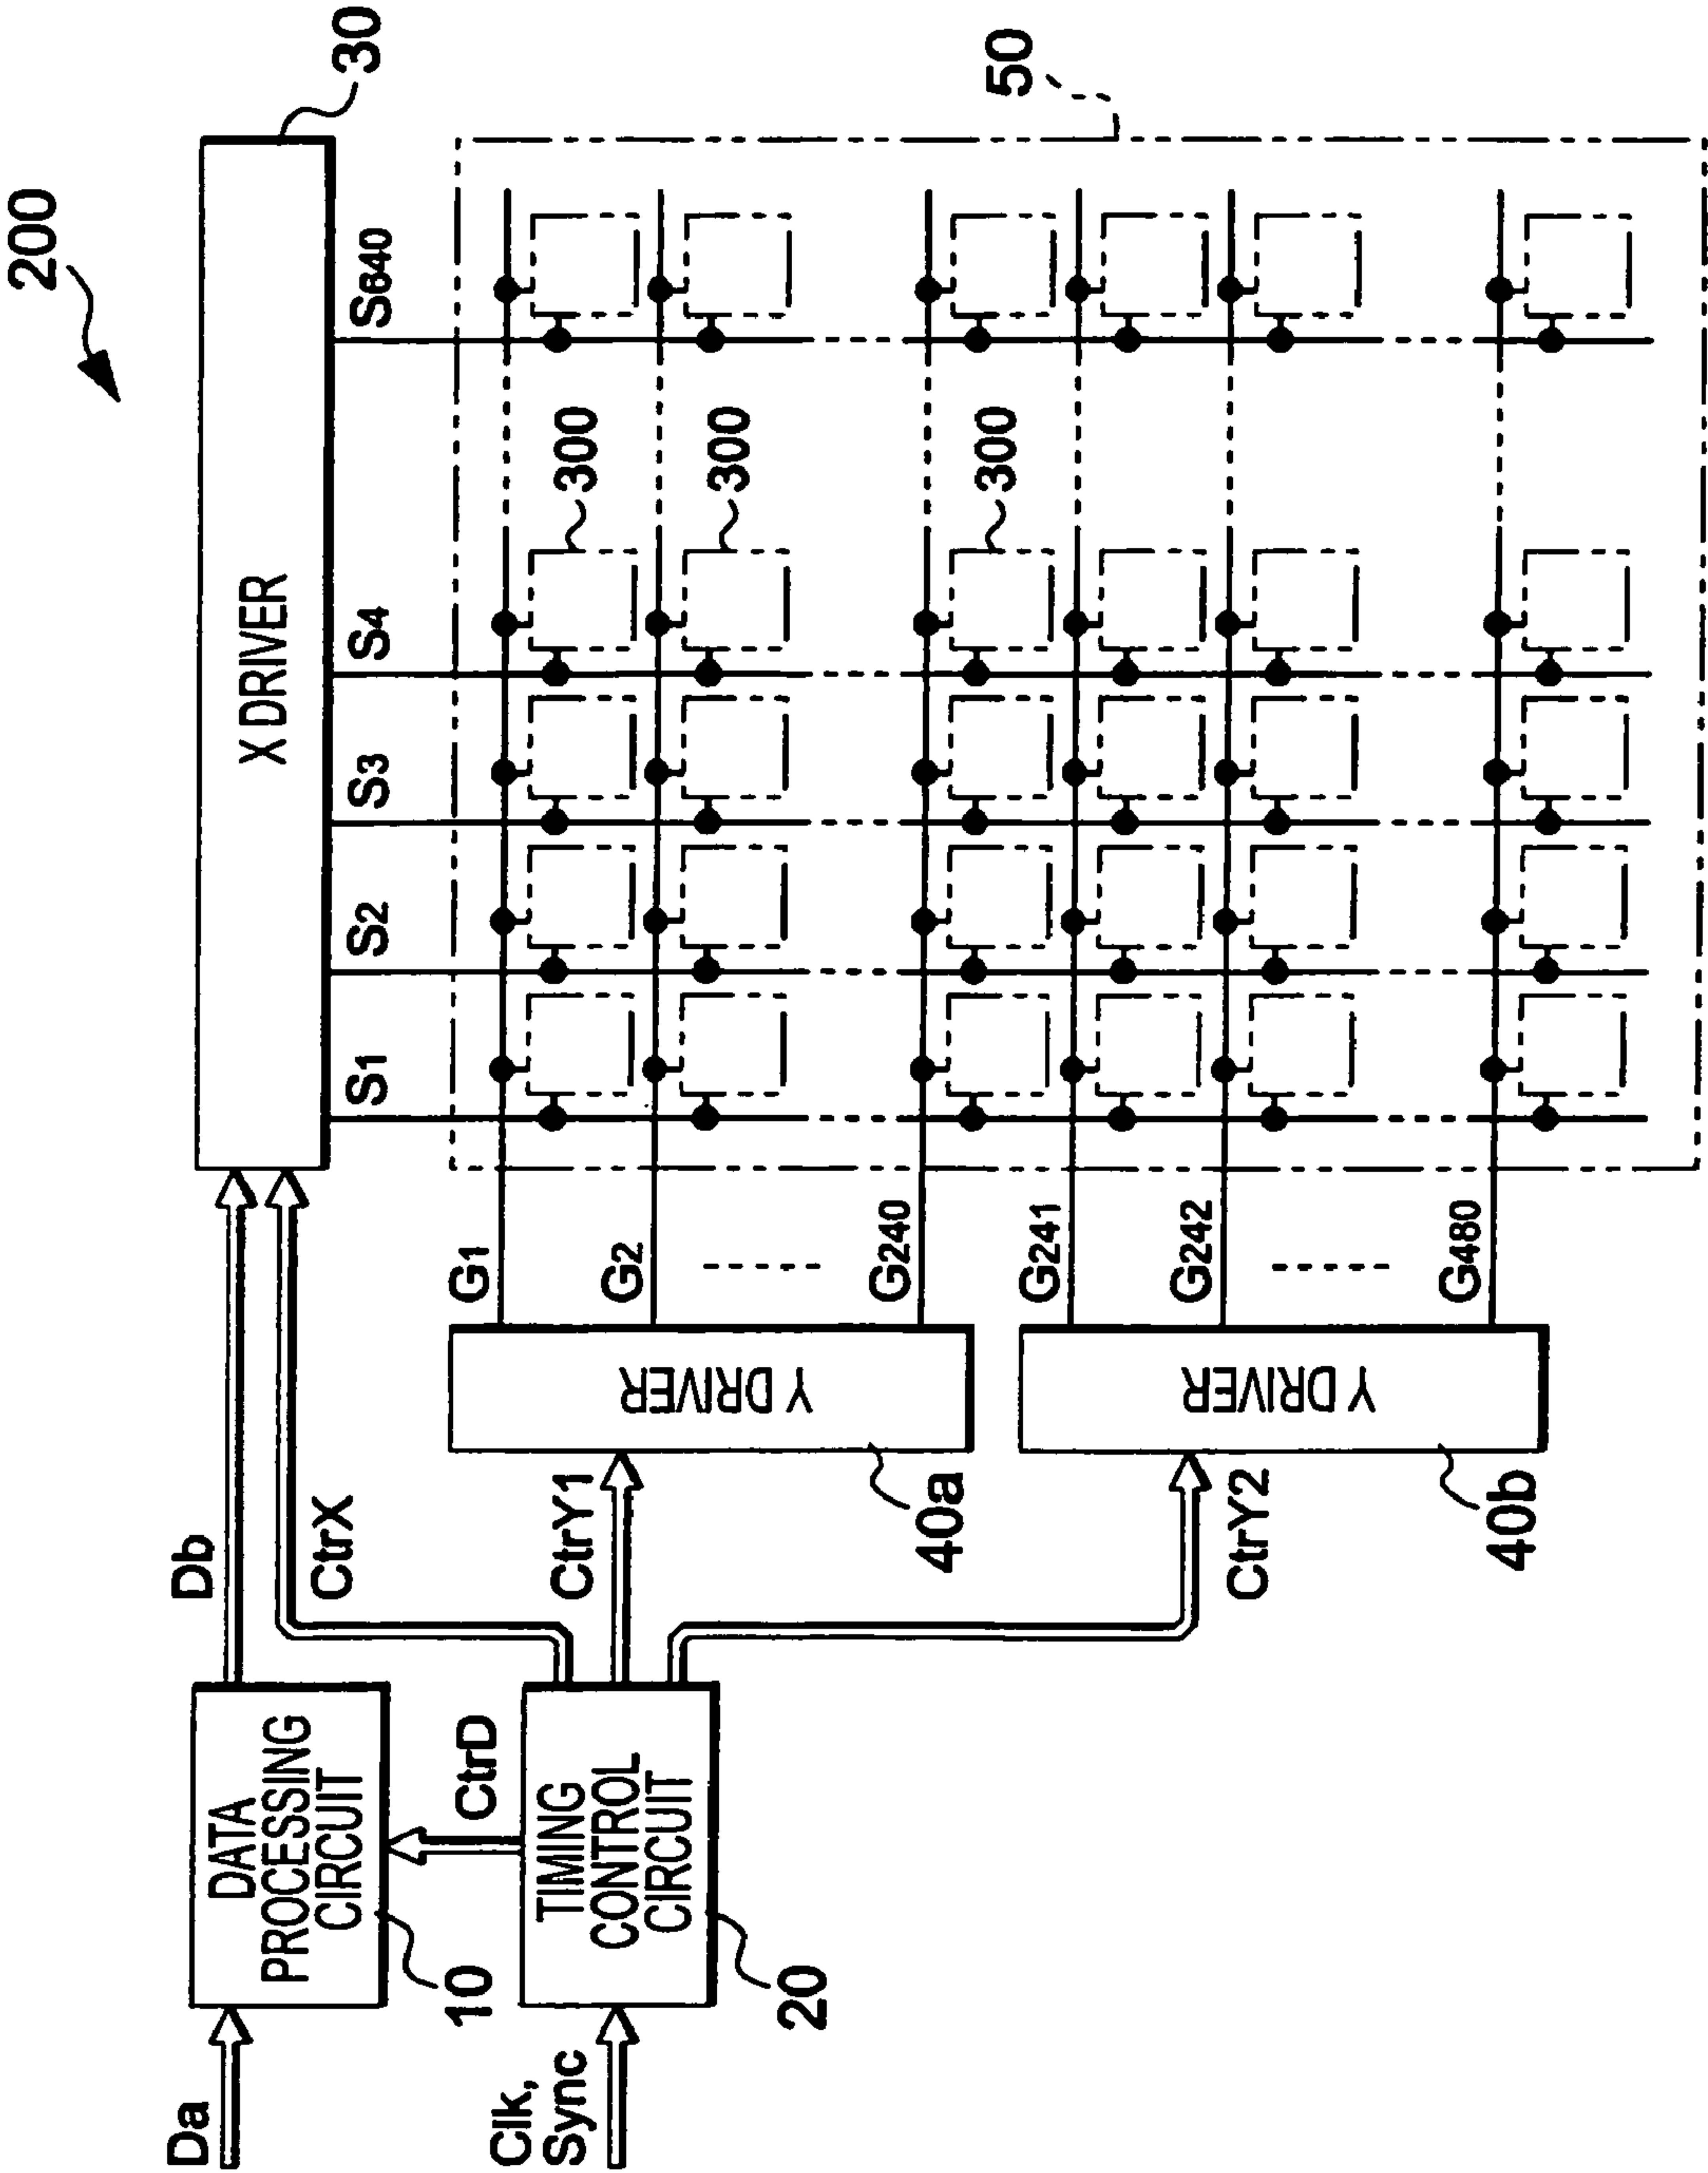 200
X DRIVER
30
Da
DATA
PROCESSING
CIRCUIT
10
Db
CtrX
CtrD
Clk,
Sync
TIMING
CONTROL
CIRCUIT
20
CtrY1
CtrY2
Y DRIVER
40a
Y DRIVER
40b
S1
S2
S3
S4
S640
50
G1
G2
G240
G241
G242
G480
300
300
300